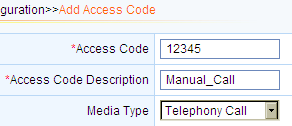 guration>>Add Access Code
*Access Code 12345
*Access Code Description Manual_Call
Media Type Telephony Call